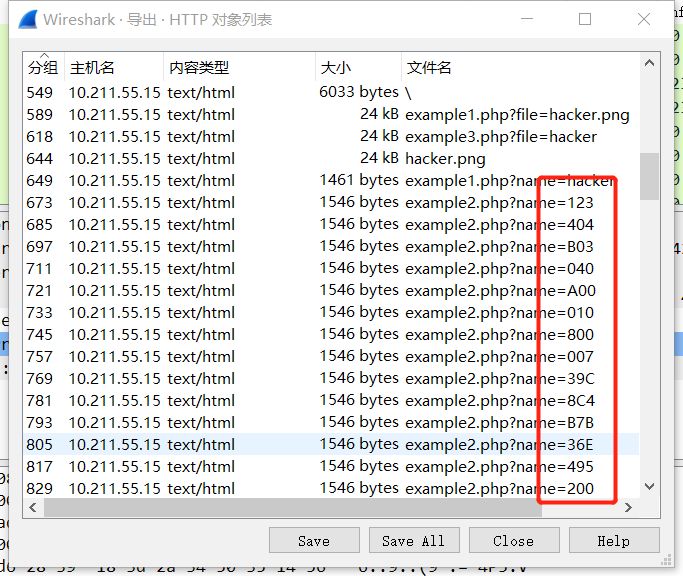 Wireshark · 导出 · HTTP 对象列表
分组 主机名 内容类型 大小 文件名
549 10.211.55.15 text/html 6033 bytes \
589 10.211.55.15 text/html 24 kB example1.php?file=hacker.png
618 10.211.55.15 text/html 24 kB example3.php?file=hacker
644 10.211.55.15 text/html 24 kB hacker.png
649 10.211.55.15 text/html 1461 bytes example1.php?name=hacker
673 10.211.55.15 text/html 1546 bytes example2.php?name=123
685 10.211.55.15 text/html 1546 bytes example2.php?name=404
697 10.211.55.15 text/html 1546 bytes example2.php?name=B03
711 10.211.55.15 text/html 1546 bytes example2.php?name=040
721 10.211.55.15 text/html 1546 bytes example2.php?name=A00
733 10.211.55.15 text/html 1546 bytes example2.php?name=010
745 10.211.55.15 text/html 1546 bytes example2.php?name=800
757 10.211.55.15 text/html 1546 bytes example2.php?name=007
769 10.211.55.15 text/html 1546 bytes example2.php?name=39C
781 10.211.55.15 text/html 1546 bytes example2.php?name=8C4
793 10.211.55.15 text/html 1546 bytes example2.php?name=B7B
805 10.211.55.15 text/html 1546 bytes example2.php?name=36E
817 10.211.55.15 text/html 1546 bytes example2.php?name=495
829 10.211.55.15 text/html 1546 bytes example2.php?name=200
Save Save All Close Help